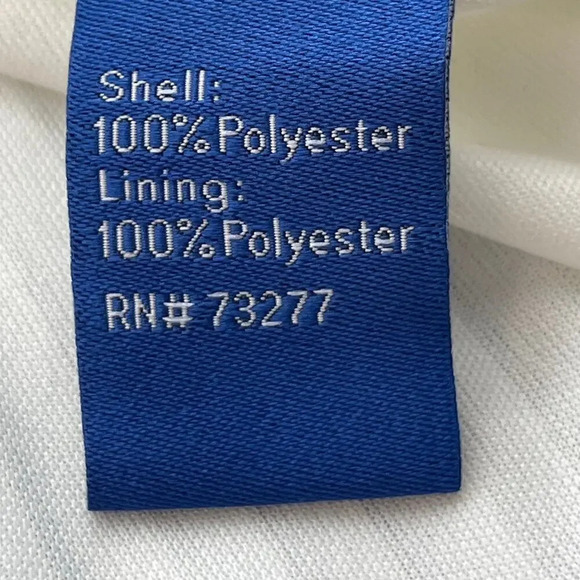 Shell:
100% Polyester
Lining:
100% Polyester
RN# 73277